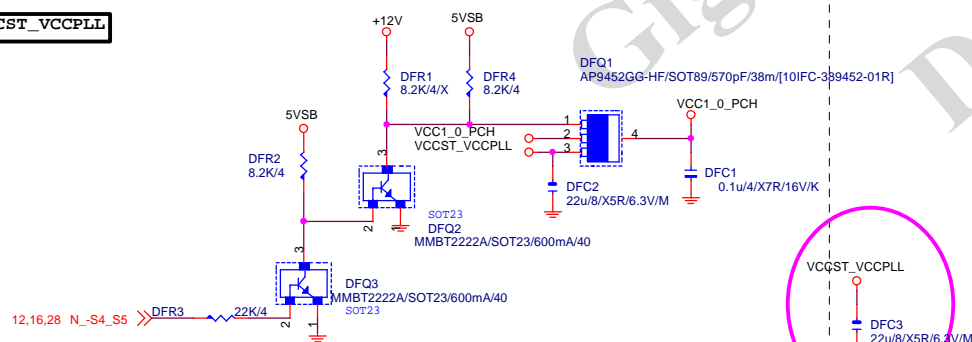 CST_VCCPLL
+12V
5VSB
DFR1
8.2K/4/X
DFR4
8.2K/4
DFQ1
AP9452GG-HF/SOT89/570pF/38m/[10IFC-389452-01R]
5VSB
VCC1_0_PCH
VCC1_0_PCH
VCCST_VCCPLL
1
2
3
4
DFR2
8.2K/4
3
2
1
DFC2
22u/8/X5R/6.3V/M
DFC1
0.1u/4/X7R/16V/K
SOT23
DFQ2
MMBT2222A/SOT23/600mA/40
3
2
1
DFQ3
MMBT2222A/SOT23/600mA/40
SOT23
12,16,28 N_-S4_S5
DFR3
22K/4
VCCST_VCCPLL
DFC3
22u/8/X5R/6.3V/M
Gig
D